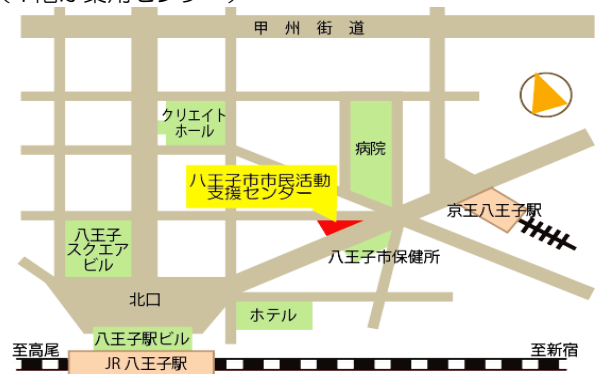 甲州街道
クリエイト
ホール
病院
八王子市市民活動
支援センター
京王八王子駅
八王子
スクエア
ビル
八王子市保健所
北口
ホテル
八王子駅ビル
至高尾
至新宿
JR八王子駅